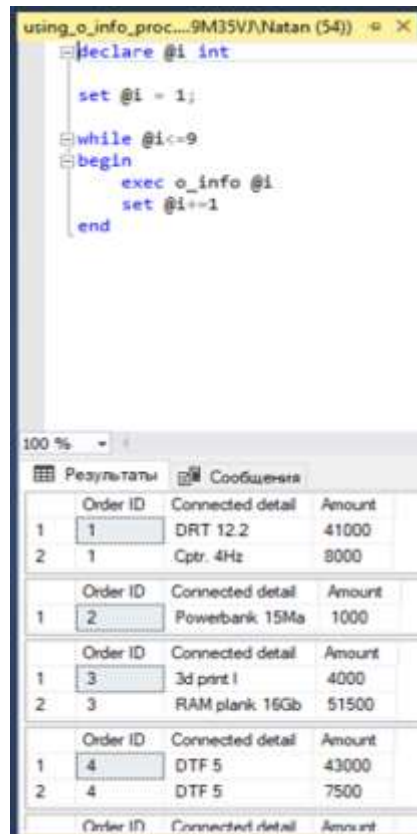 using_o_info_proc....9M35VJ\Natan (54))
declare @i int
set @i = 1;
while @i<=9
begin
exec o_info @i
set @i+=1
end
100 %
Результаты Сообщения
Order ID Connected detail Amount
1 1 DRT 12.2 41000
2 1 Cptr. 4Hz 8000
Order ID Connected detail Amount
1 2 Powerbank 15Ma 1000
Order ID Connected detail Amount
1 3 3d print I 4000
2 3 RAM plank 16Gb 51500
Order ID Connected detail Amount
1 4 DTF 5 43000
2 4 DTF 5 7500
Order ID Connected detail Amount